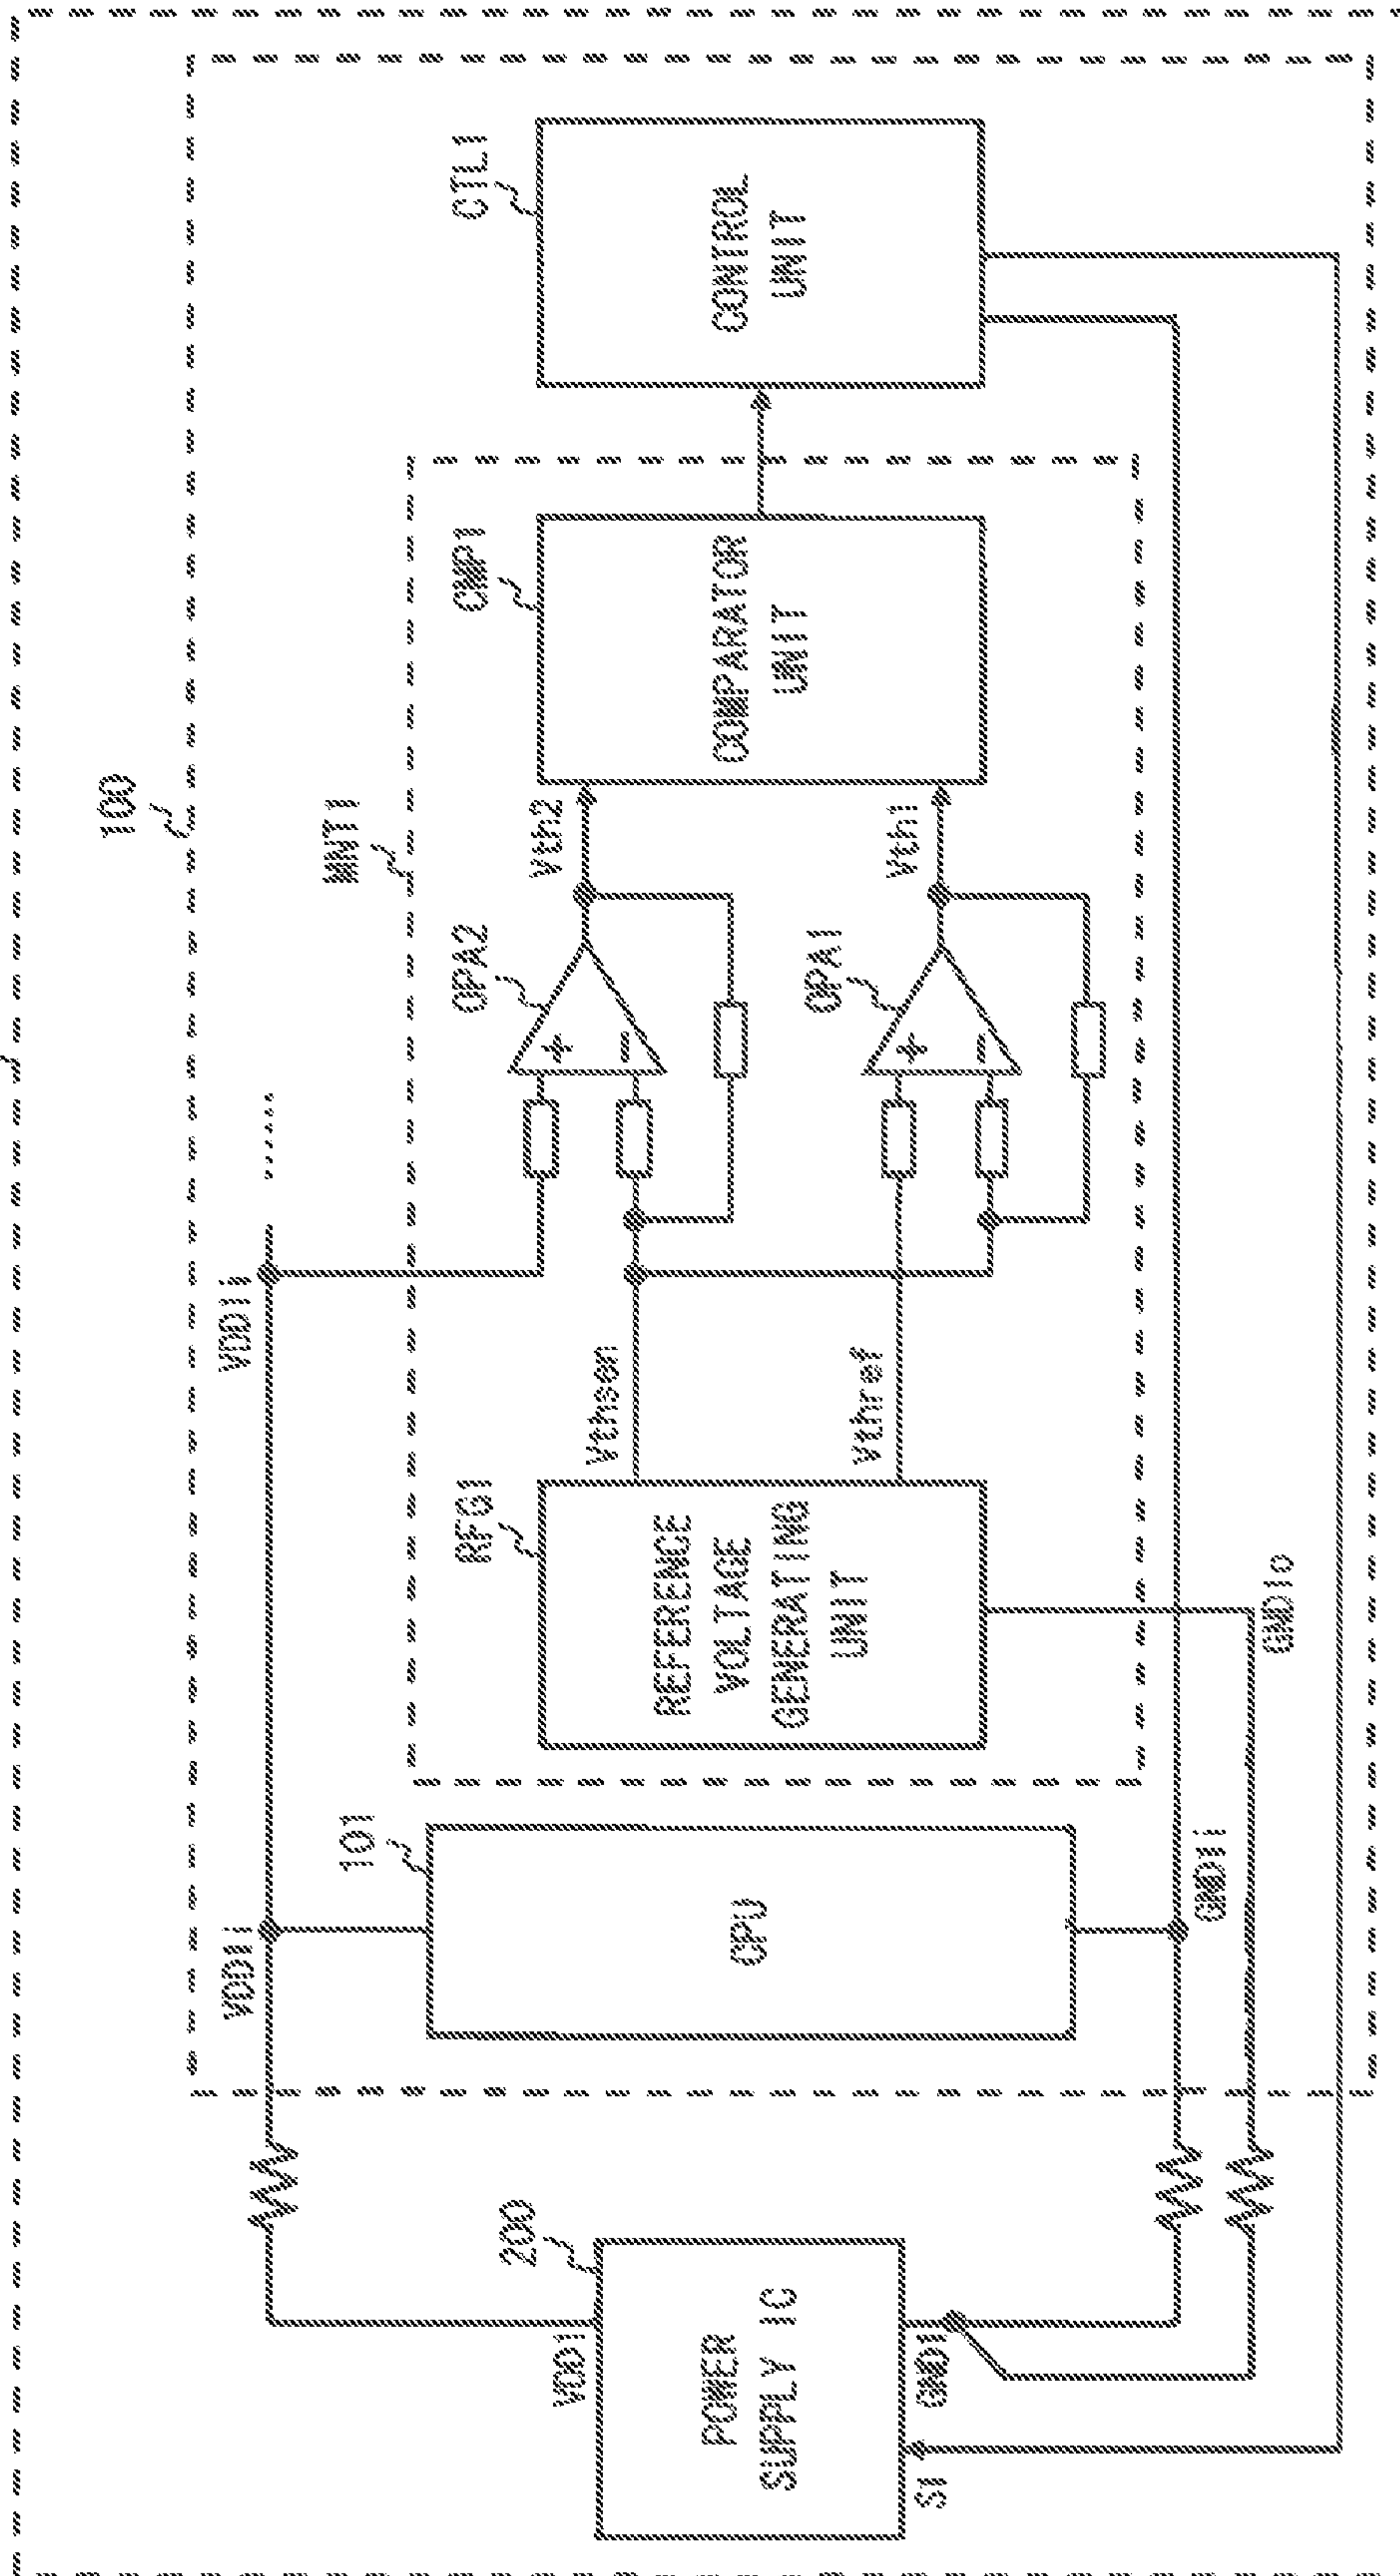 100
VDD1i
VDD1i
MNT1
101
CPU
RFG1
REFERENCE
VOLTAGE
GENERATING
UNIT
Vthsen
Vthref
OPA2
+
−
Vth2
OPA1
+
−
Vth1
CMP1
COMPARATOR
UNIT
CTL1
CONTROL
UNIT
200
VDD1
POWER
SUPPLY IC
GND1
S1
GND1i
GND1o